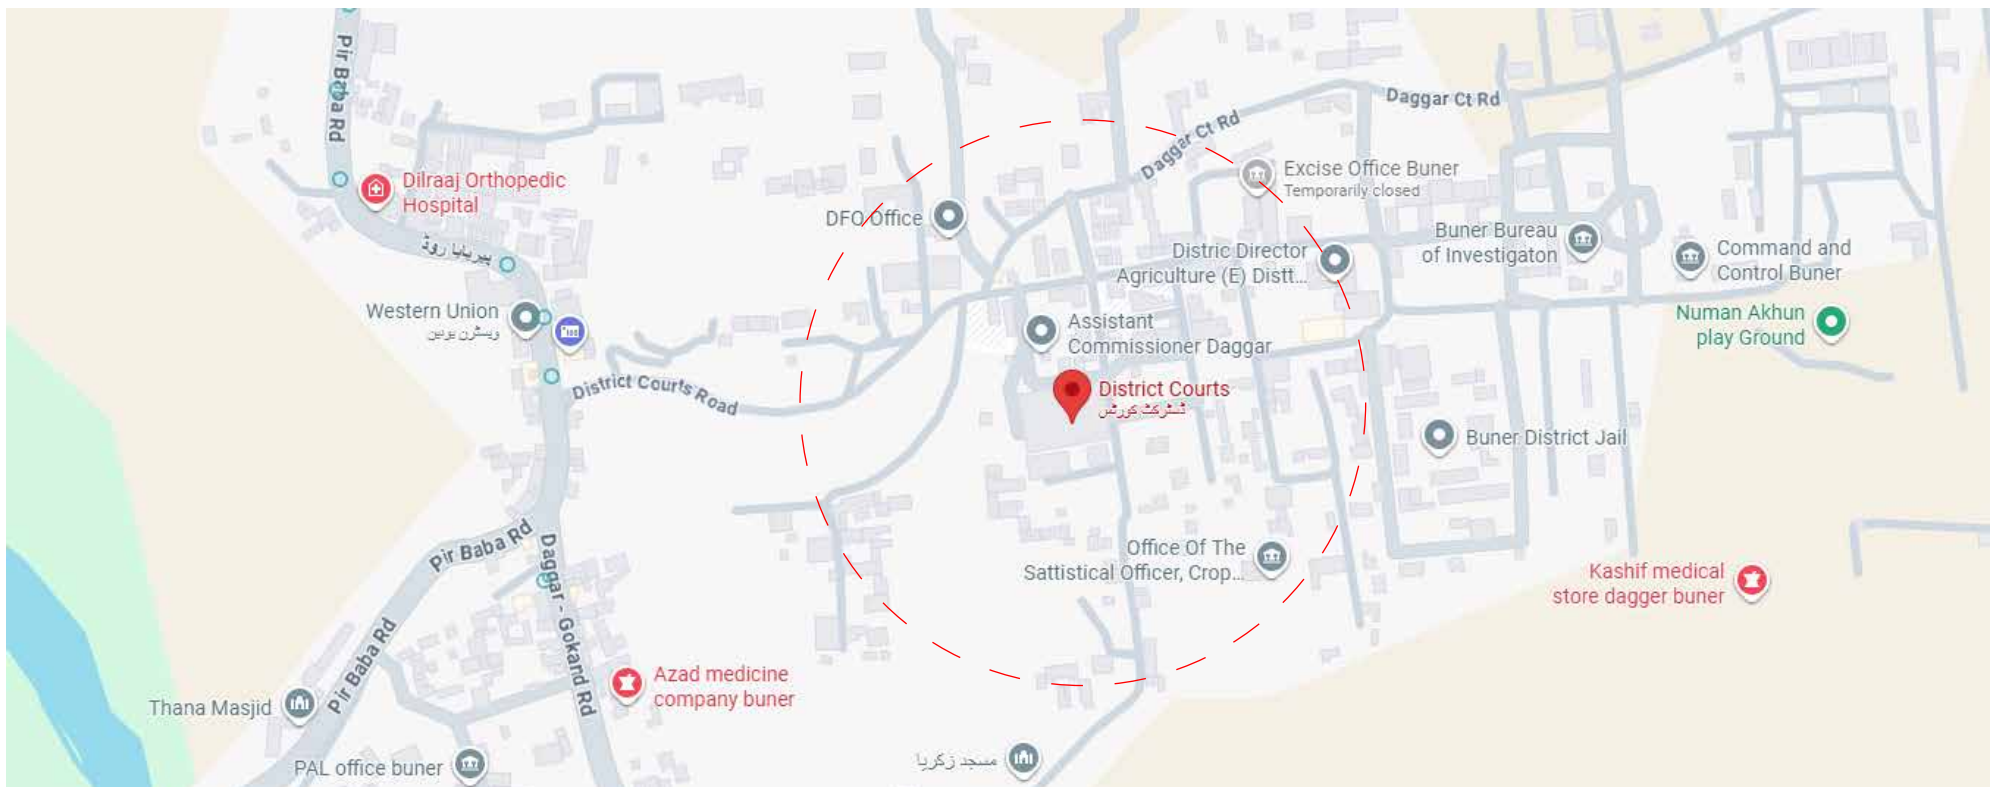 Pir Baba Rd
Daggar Ct Rd
Daggar Ct Rd
Dilraaj Orthopedic
Hospital
Excise Office Buner
Temporarily closed
DFO Office
پیر بابا روڈ
Distric Director
Agriculture (E) Distt...
Buner Bureau
of Investigaton
Command and
Control Buner
Western Union
ویسٹرن یونین
Assistant
Commissioner Daggar
Numan Akhun
play Ground
District Courts Road
District Courts
ڈسٹرکٹ کورٹس
Buner District Jail
Pir Baba Rd
Daggar - Gokand Rd
Office Of The
Sattistical Officer, Crop...
Kashif medical
store dagger buner
Pir Baba Rd
Azad medicine
company buner
Thana Masjid
PAL office buner
مسجد زکریا